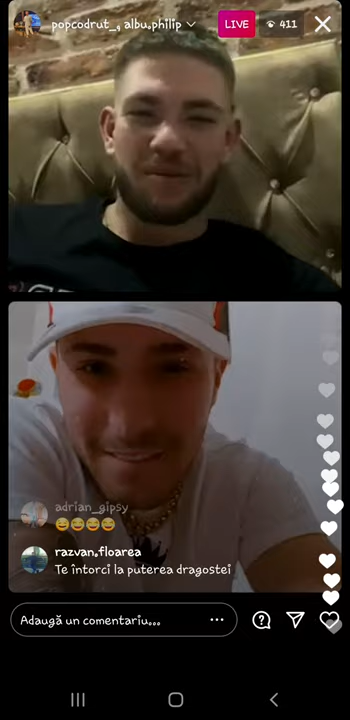 popcodrut_, albu.philip
LIVE
411
adrian_gipsy
😂😂😂😂
razvan.floarea
Te întorci la puterea dragostei
Adaugă un comentariu...